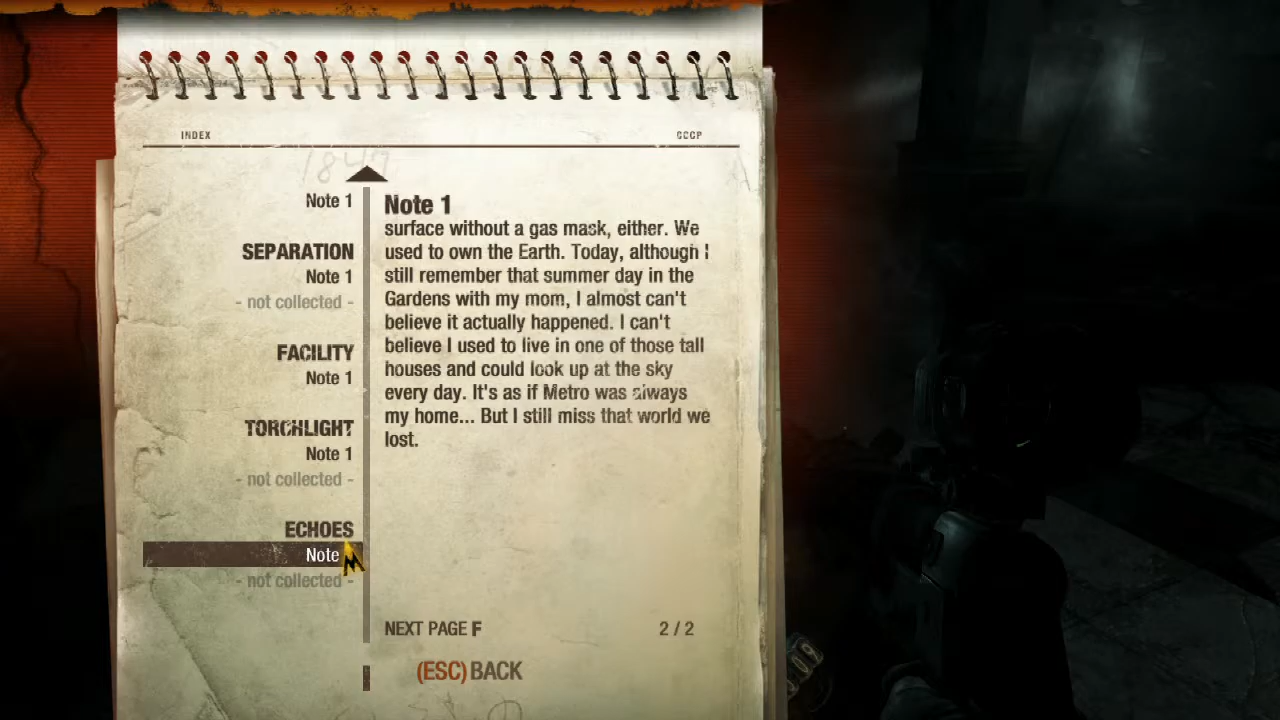 INDEX
CCCP
1847
Note 1
SEPARATION
Note 1
- not collected -
FACILITY
Note 1
TORCHLIGHT
Note 1
- not collected -
ECHOES
Note
- not collected -
Note 1
surface without a gas mask, either. We
used to own the Earth. Today, although I
still remember that summer day in the
Gardens with my mom, I almost can't
believe it actually happened. I can't
believe I used to live in one of those tall
houses and could look up at the sky
every day. It's as if Metro was always
my home... But I still miss that world we
lost.
NEXT PAGE F
2 / 2
(ESC) BACK